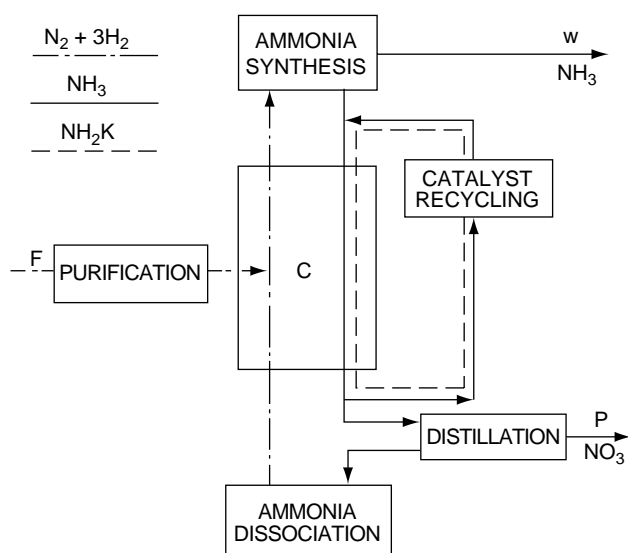 N₂ + 3H₂
NH₃
NH₂K
AMMONIA
SYNTHESIS
w
NH₃
CATALYST
RECYCLING
F
PURIFICATION
C
DISTILLATION
P
NO₃
AMMONIA
DISSOCIATION